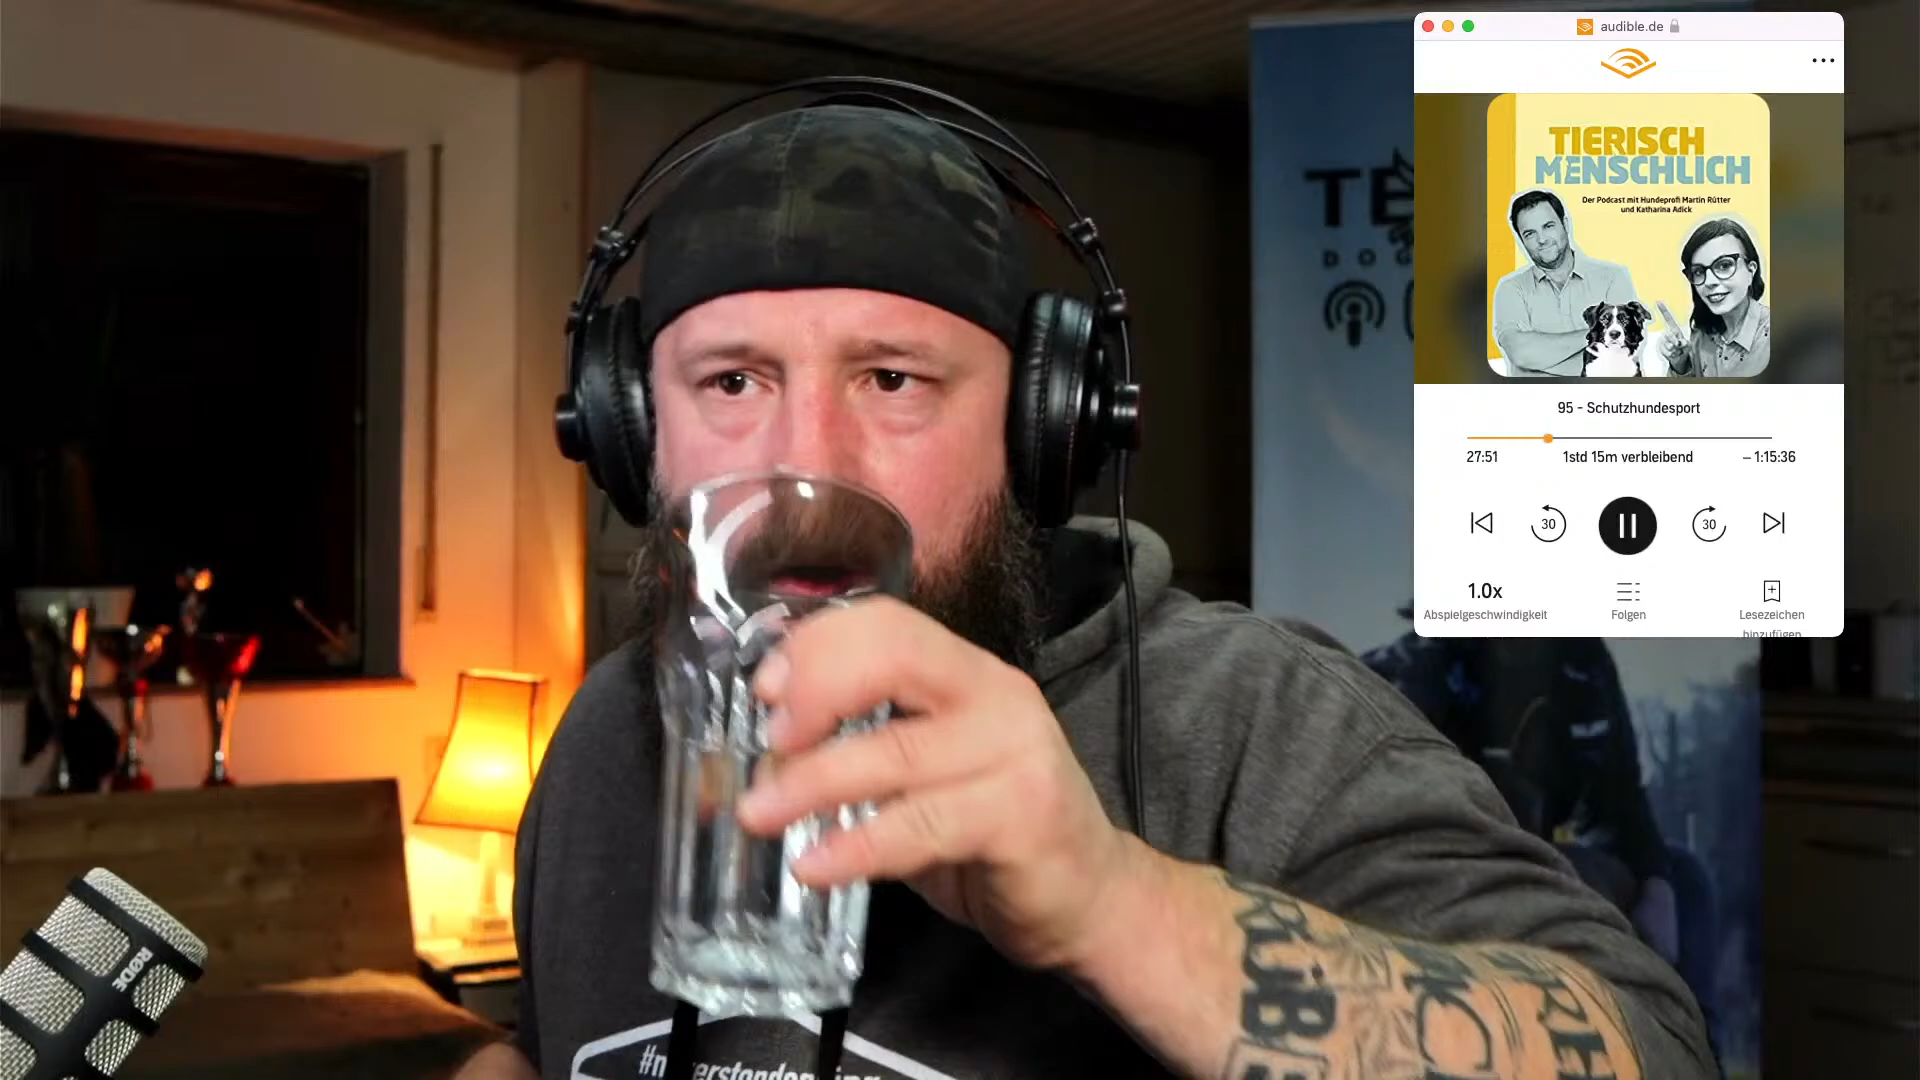 audible.de
TIERISCH
MENSCHLICH
Der Podcast mit Hundeprofi Martin Rütter
und Katharina Adick
95 - Schutzhundesport
27:51
1std 15m verbleibend
– 1:15:36
30
30
1.0x
Abspielgeschwindigkeit
Folgen
Lesezeichen
hinzufügen
RØDE